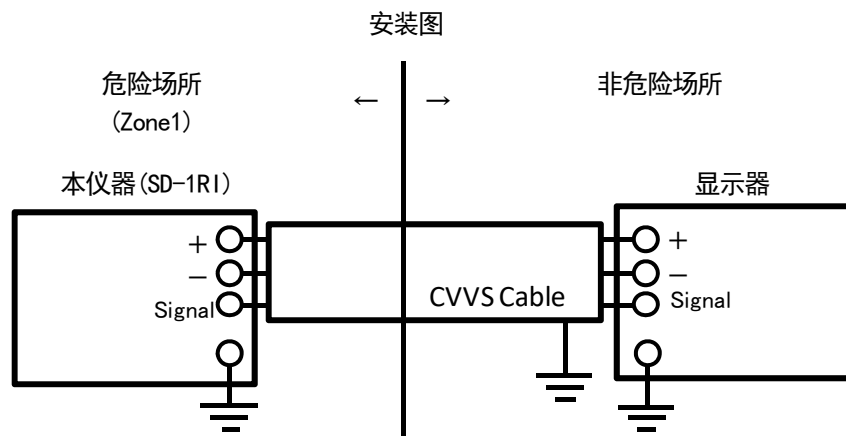 安装图
危险场所
(Zone1)
← →
非危险场所
本仪器(SD-1RI)
显示器
+
−
Signal
CVVS Cable
+
−
Signal